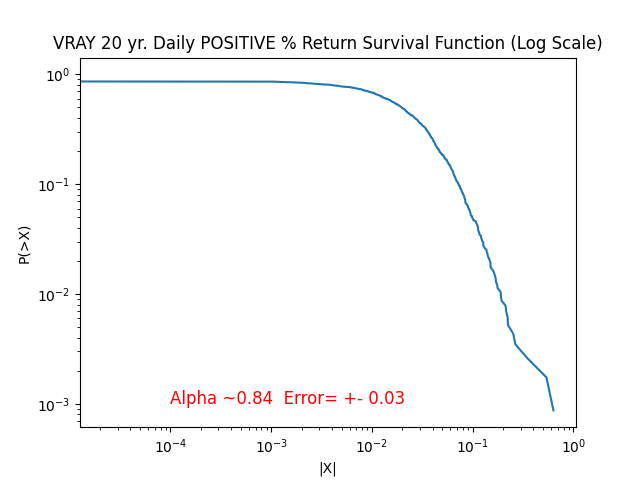 VRAY 20 yr. Daily POSITIVE % Return Survival Function (Log Scale)
10⁰
10⁻¹
10⁻²
10⁻³
P(>X)
Alpha ~0.84  Error= +- 0.03
10⁻⁴ 10⁻³ 10⁻² 10⁻¹ 10⁰
|X|